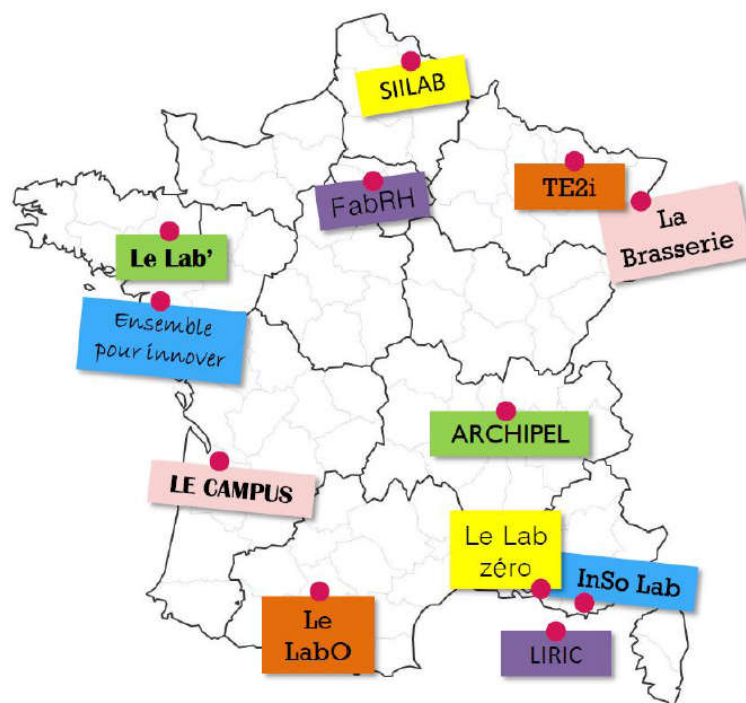 SIILAB
FabRH
TE2i
La
Brasserie
Le Lab’
Ensemble
pour innover
ARCHIPEL
LE CAMPUS
Le Lab
zéro
InSo Lab
Le
LabO
LIRIC